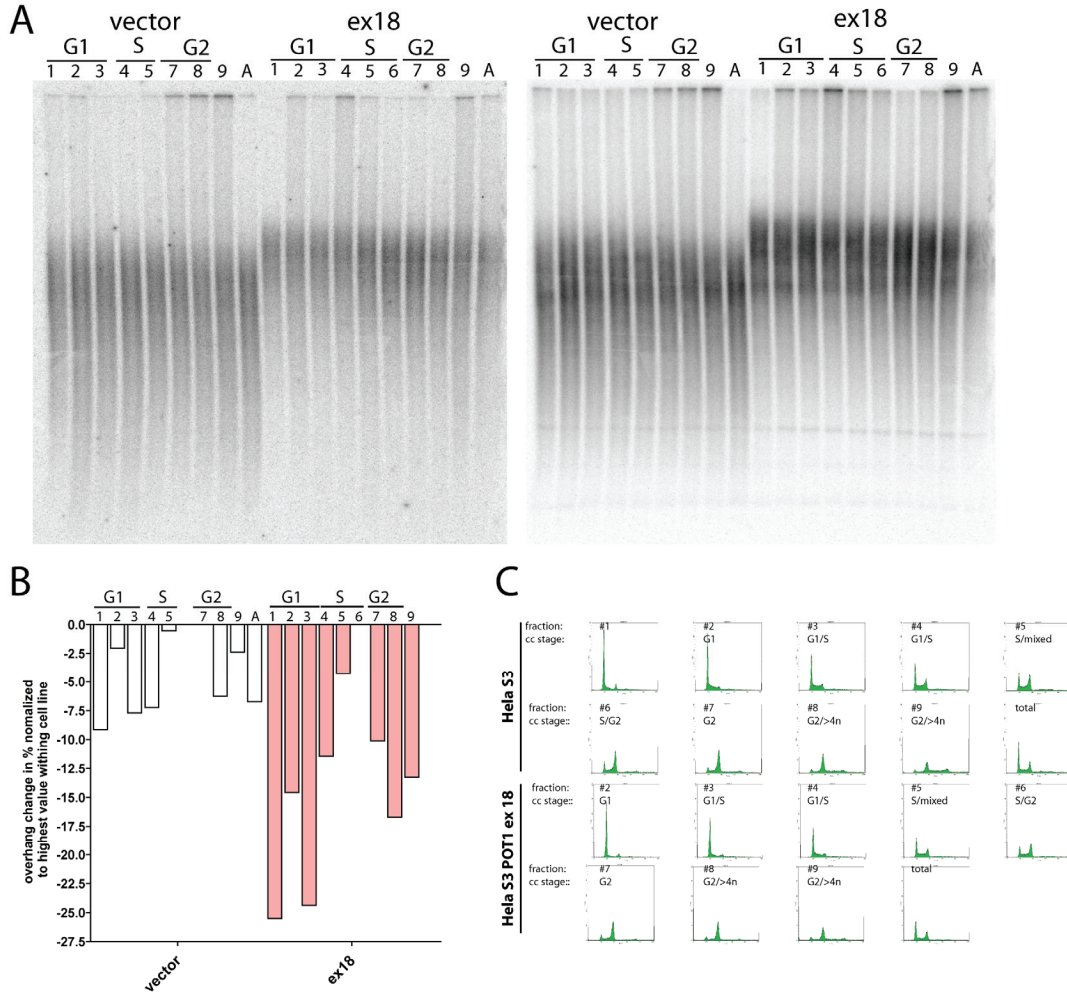 A
vector
ex18
vector
ex18
G1 S G2
G1 S G2
G1 S G2
G1 S G2
1 2 3 4 5 7 8 9 A 1 2 3 4 5 6 7 8 9 A
1 2 3 4 5 7 8 9 A 1 2 3 4 5 6 7 8 9 A
B
G1 S G2 G1 S G2
1 2 3 4 5 7 8 9 A 1 2 3 4 5 6 7 8 9
overhang change in % nomalized
to highest value withing cell line
0.0
-2.5
-5.0
-7.5
-10.0
-12.5
-15.0
-17.5
-20.0
-22.5
-25.0
-27.5
vector
ex18
C
Hela S3
fraction: #1 #2 #3 #4 #5
cc stage: G1 G1/S G1/S S/mixed
fraction: #6 #7 #8 #9 total
cc stage:: S/G2 G2 G2/>4n G2/>4n
Hela S3 POT1 ex 18
fraction: #2 #3 #4 #5 #6
cc stage:: G1 G1/S G1/S S/mixed S/G2
fraction: #7 #8 #9 total
cc stage:: G2 G2/>4n G2/>4n